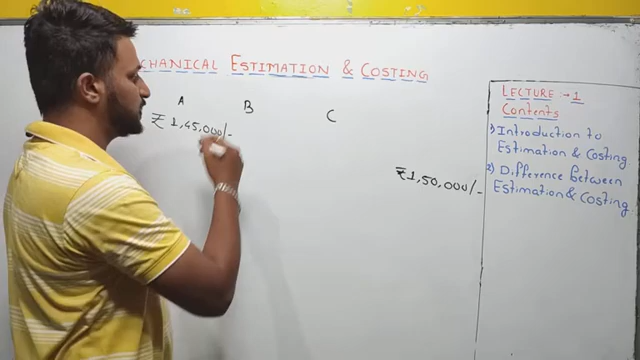 CHANICAL ESTIMATION & COSTING
A B C
₹ 1,45,000/-
₹1,50,000/-
LECTURE :- 1
Contents
1) Introduction to
Estimation & Costing
2) Difference Between
Estimation & Costing